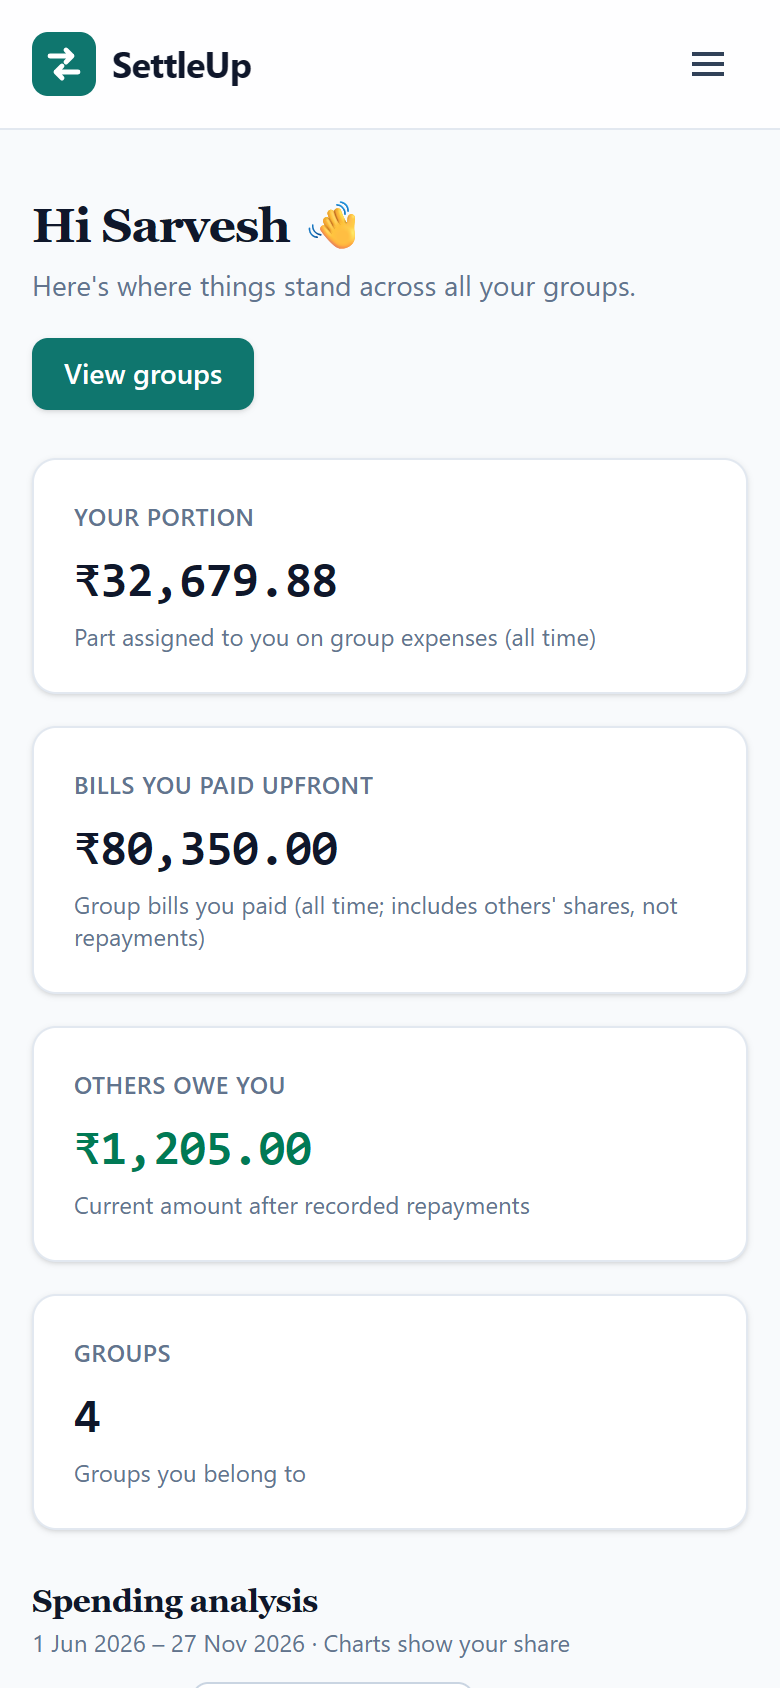 SettleUp
Hi Sarvesh 👋
Here's where things stand across all your groups.
View groups
YOUR PORTION
₹32,679.88
Part assigned to you on group expenses (all time)
BILLS YOU PAID UPFRONT
₹80,350.00
Group bills you paid (all time; includes others' shares, not
repayments)
OTHERS OWE YOU
₹1,205.00
Current amount after recorded repayments
GROUPS
4
Groups you belong to
Spending analysis
1 Jun 2026 – 27 Nov 2026 · Charts show your share